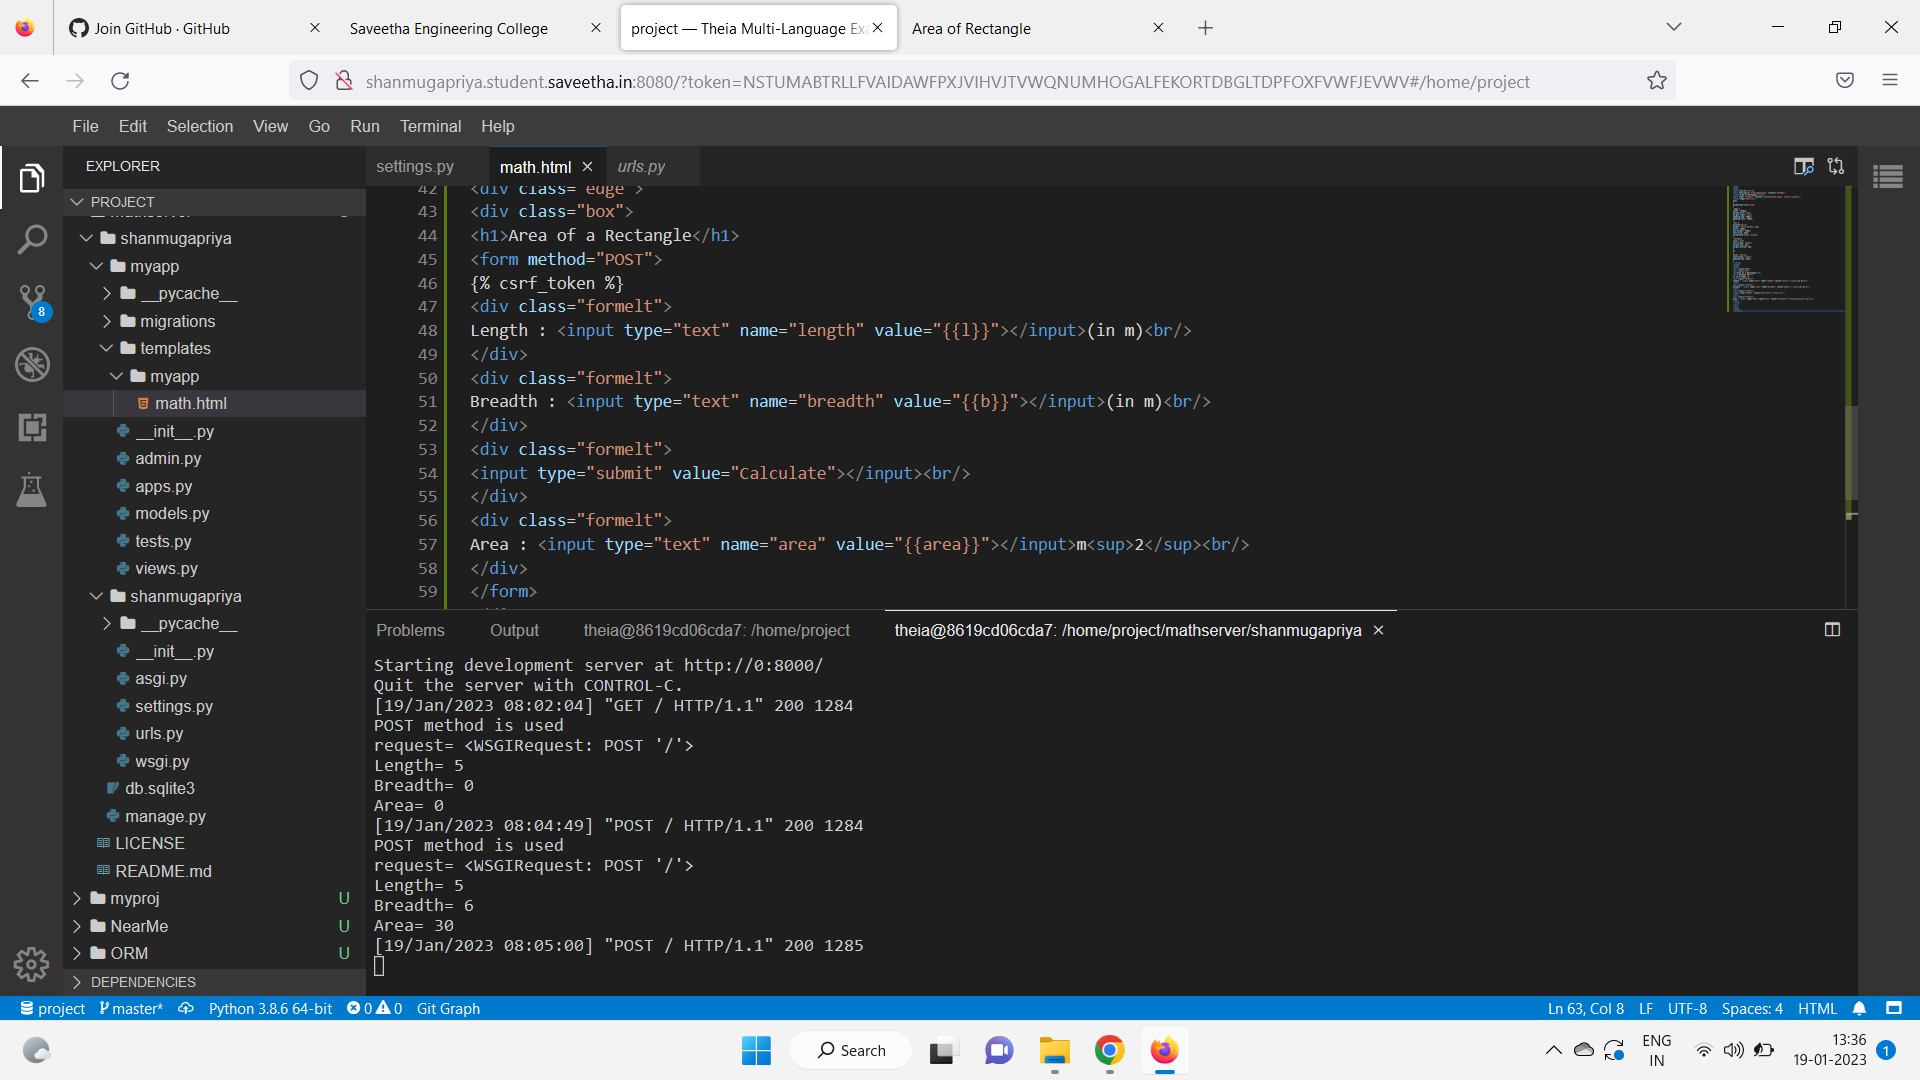 Join GitHub · GitHub
Saveetha Engineering College
project — Theia Multi-Language Ex
Area of Rectangle
shanmugapriya.student.saveetha.in:8080/?token=NSTUMABTRLLFVAIDAWFPXJVIHVJTVWQNUMHOGALFEKORTDBGLTDPFOXFVWFJEVWV#/home/project
File Edit Selection View Go Run Terminal Help
EXPLORER
PROJECT
shanmugapriya
myapp
__pycache__
migrations
templates
myapp
math.html
__init__.py
admin.py
apps.py
models.py
tests.py
views.py
shanmugapriya
__pycache__
__init__.py
asgi.py
settings.py
urls.py
wsgi.py
db.sqlite3
manage.py
LICENSE
README.md
myproj U
NearMe U
ORM U
DEPENDENCIES
8
settings.py math.html urls.py
42 <div class="edge">
43 <div class="box">
44 <h1>Area of a Rectangle</h1>
45 <form method="POST">
46 {% csrf_token %}
47 <div class="formelt">
48 Length : <input type="text" name="length" value="{{l}}"></input>(in m)<br/>
49 </div>
50 <div class="formelt">
51 Breadth : <input type="text" name="breadth" value="{{b}}"></input>(in m)<br/>
52 </div>
53 <div class="formelt">
54 <input type="submit" value="Calculate"></input><br/>
55 </div>
56 <div class="formelt">
57 Area : <input type="text" name="area" value="{{area}}"></input>m<sup>2</sup><br/>
58 </div>
59 </form>
Problems Output theia@8619cd06cda7: /home/project theia@8619cd06cda7: /home/project/mathserver/shanmugapriya
Starting development server at http://0:8000/
Quit the server with CONTROL-C.
[19/Jan/2023 08:02:04] "GET / HTTP/1.1" 200 1284
POST method is used
request= <WSGIRequest: POST '/'>
Length= 5
Breadth= 0
Area= 0
[19/Jan/2023 08:04:49] "POST / HTTP/1.1" 200 1284
POST method is used
request= <WSGIRequest: POST '/'>
Length= 5
Breadth= 6
Area= 30
[19/Jan/2023 08:05:00] "POST / HTTP/1.1" 200 1285
project master* Python 3.8.6 64-bit 0 0 Git Graph
Ln 63, Col 8 LF UTF-8 Spaces: 4 HTML
Search
ENG
IN
13:36
19-01-2023
1